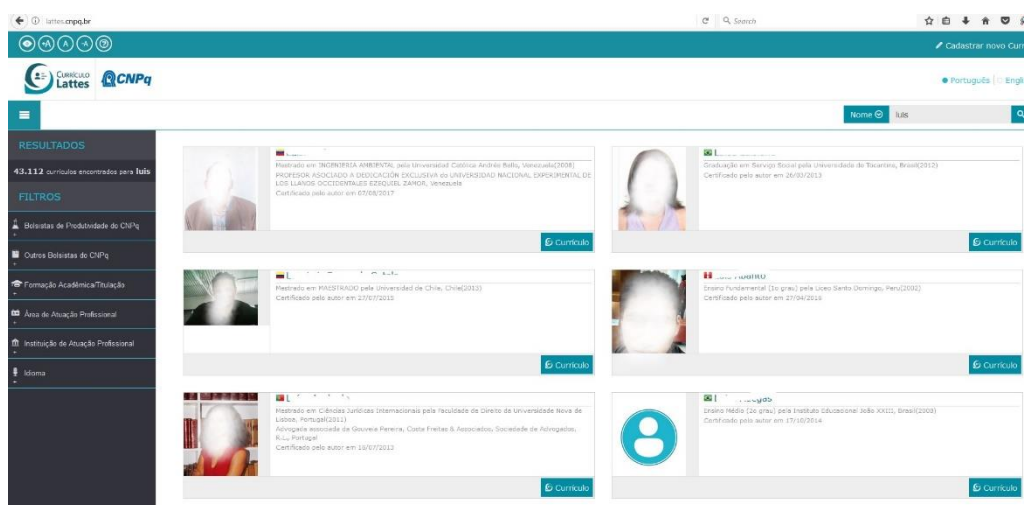 lattes.cnpq.br
Search
+A A -A
Cadastrar novo Curr
CURRÍCULO
Lattes
CNPq
Português
Engli
Nome
luis
RESULTADOS
43.112 currículos encontrados para luis
FILTROS
Bolsistas de Produtividade do CNPq
Outros Bolsistas do CNPq
Formação Acadêmica/Titulação
Área de Atuação Profissional
Instituição de Atuação Profissional
Idioma
Mestrado em INGENIERÍA AMBIENTAL pela Universidad Católica Andrés Bello, Venezuela(2008)
PROFESOR ASOCIADO A DEDICACIÓN EXCLUSIVA do UNIVERSIDAD NACIONAL EXPERIMENTAL DE
LOS LLANOS OCCIDENTALES EZEQUIEL ZAMOR, Venezuela
Certificado pelo autor em 07/08/2017
Currículo
Graduação em Serviço Social pela Universidade do Tocantins, Brasil(2012)
Certificado pelo autor em 26/03/2013
Currículo
Mestrado em MAESTRADO pela Universidad de Chile, Chile(2013)
Certificado pelo autor em 27/07/2015
Currículo
Ensino Fundamental (1o grau) pela Liceo Santo Domingo, Peru(2002)
Certificado pelo autor em 27/04/2016
Currículo
Mestrado em Ciências Jurídicas Internacionais pela Faculdade de Direito da Universidade Nova de
Lisboa, Portugal(2011)
Advogada associada da Gouveia Pereira, Costa Freitas & Associados, Sociedade de Advogados,
R.L., Portugal
Certificado pelo autor em 10/07/2013
Currículo
Ensino Médio (2o grau) pela Instituto Educacional João XXIII, Brasil(2008)
Certificado pelo autor em 17/10/2014
Currículo